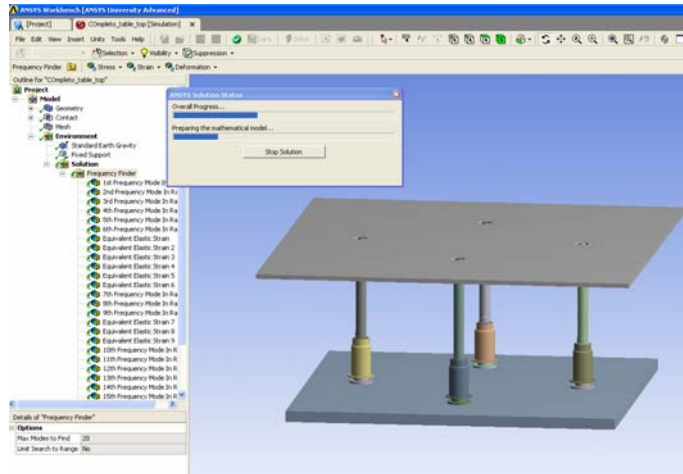 ANSYS Workbench [ANSYS University Advanced]
[Project] COmpleto_table_top [Simulation]
File Edit View Insert Units Tools Help
Selection Visibility Suppression
Frequency Finder Stress Strain Deformation
Outline for "COmpleto_table_top"
Project
Model
Geometry
Contact
Mesh
Environment
Standard Earth Gravity
Fixed Support
Solution
Frequency Finder
1st Frequency Mode In
2nd Frequency Mode In Ra
3rd Frequency Mode In Ra
4th Frequency Mode In Ra
5th Frequency Mode In Ra
6th Frequency Mode In Ra
Equivalent Elastic Strain
Equivalent Elastic Strain 2
Equivalent Elastic Strain 3
Equivalent Elastic Strain 4
Equivalent Elastic Strain 5
Equivalent Elastic Strain 6
7th Frequency Mode In Ra
8th Frequency Mode In Ra
9th Frequency Mode In Ra
Equivalent Elastic Strain 7
Equivalent Elastic Strain 8
Equivalent Elastic Strain 9
10th Frequency Mode In R
11th Frequency Mode In R
12th Frequency Mode In R
13th Frequency Mode In R
14th Frequency Mode In R
15th Frequency Mode In R
ANSYS Solution Status
Overall Progress...
Preparing the mathematical model...
Stop Solution
Details of "Frequency Finder"
Options
Max Modes to Find 20
Limit Search to Range No